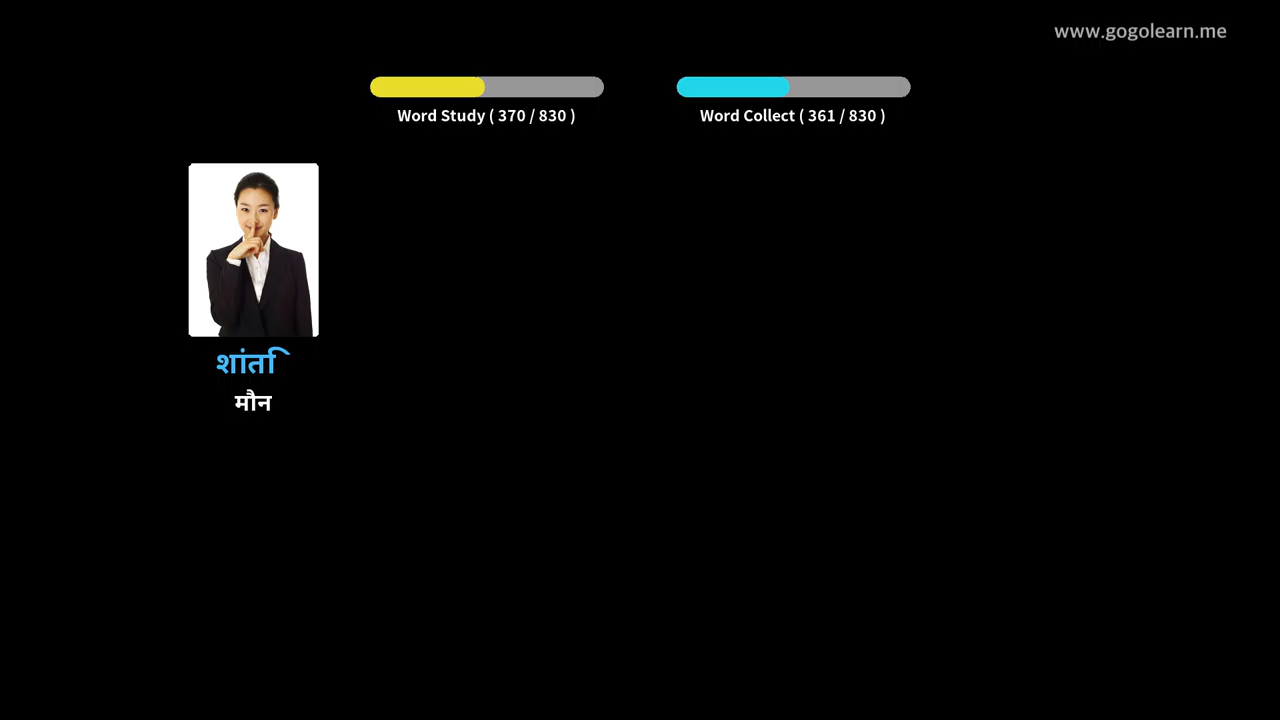 www.gogolearn.me
Word Study ( 370 / 830 )
Word Collect ( 361 / 830 )
शांति
मौन